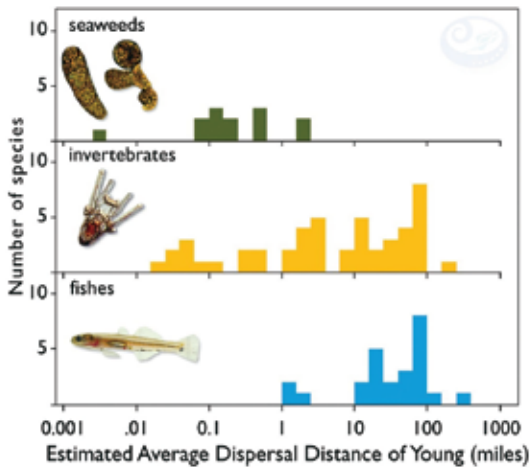 10
seaweeds
5
10
invertebrates
5
10
fishes
5
Number of species
0.001 .01 0.1 1 10 100 1000
Estimated Average Dispersal Distance of Young (miles)